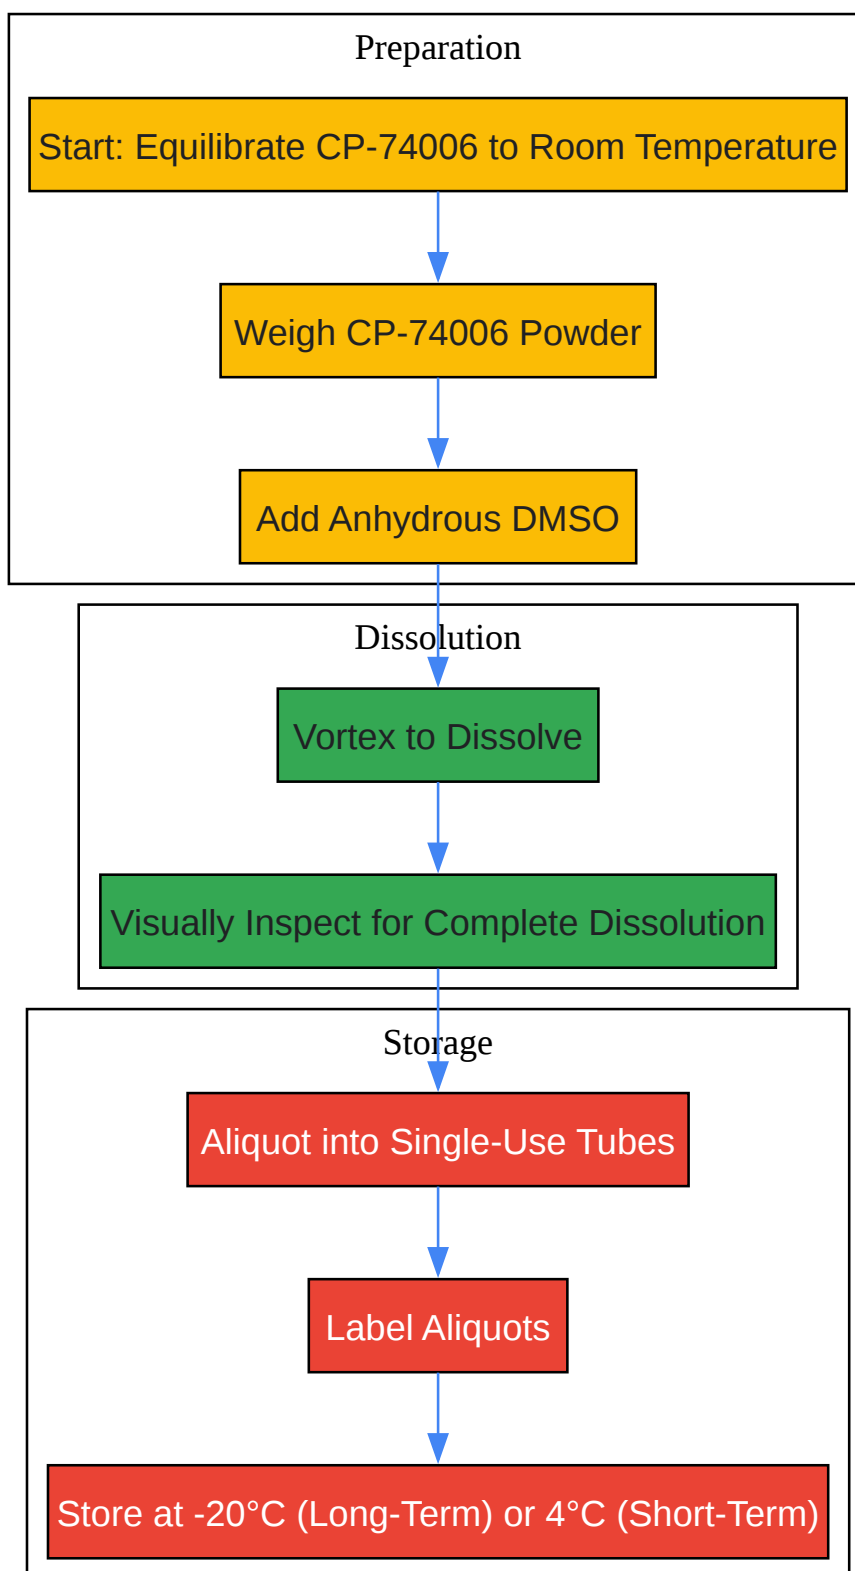 Preparation
Start: Equilibrate CP-74006 to Room Temperature
Weigh CP-74006 Powder
Add Anhydrous DMSO
Dissolution
Vortex to Dissolve
Visually Inspect for Complete Dissolution
Storage
Aliquot into Single-Use Tubes
Label Aliquots
Store at -20°C (Long-Term) or 4°C (Short-Term)